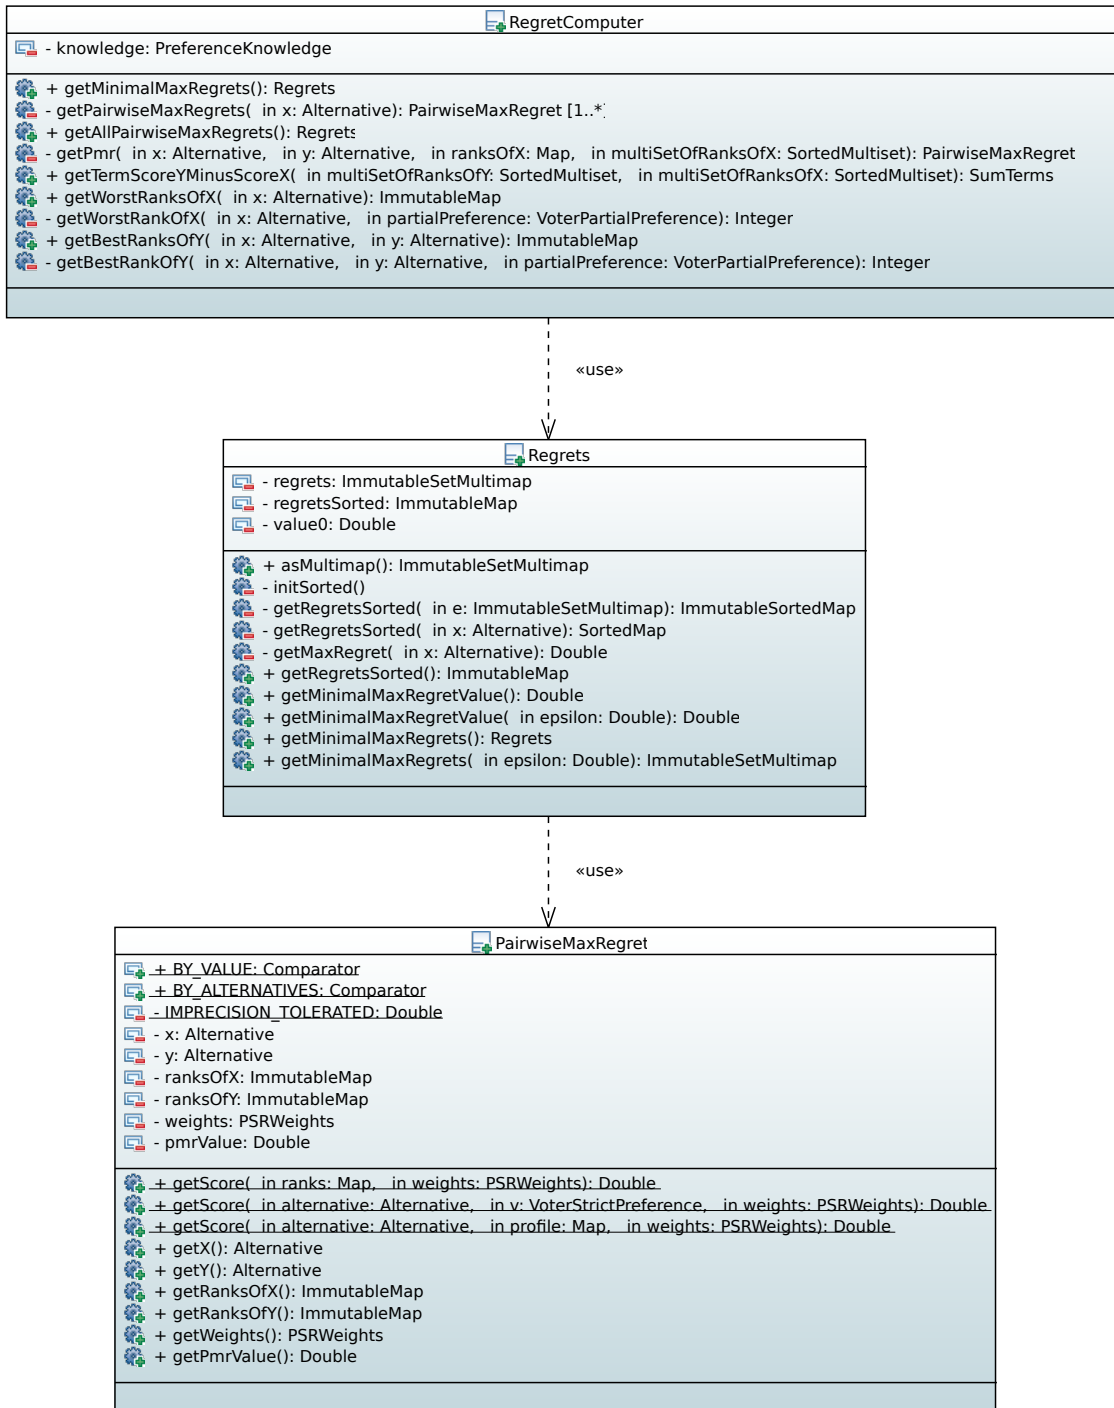 RegretComputer
- knowledge: PreferenceKnowledge
+ getMinimalMaxRegrets(): Regrets
- getPairwiseMaxRegrets( in x: Alternative): PairwiseMaxRegret [1..*]
+ getAllPairwiseMaxRegrets(): Regrets
- getPmr( in x: Alternative, in y: Alternative, in ranksOfX: Map, in multiSetOfRanksOfX: SortedMultiset): PairwiseMaxRegret
+ getTermScoreYMinusScoreX( in multiSetOfRanksOfY: SortedMultiset, in multiSetOfRanksOfX: SortedMultiset): SumTerms
+ getWorstRanksOfX( in x: Alternative): ImmutableMap
- getWorstRankOfX( in x: Alternative, in partialPreference: VoterPartialPreference): Integer
+ getBestRanksOfY( in x: Alternative, in y: Alternative): ImmutableMap
- getBestRankOfY( in x: Alternative, in y: Alternative, in partialPreference: VoterPartialPreference): Integer
«use»
Regrets
- regrets: ImmutableSetMultimap
- regretsSorted: ImmutableMap
- value0: Double
+ asMultimap(): ImmutableSetMultimap
- initSorted()
- getRegretsSorted( in e: ImmutableSetMultimap): ImmutableSortedMap
- getRegretsSorted( in x: Alternative): SortedMap
- getMaxRegret( in x: Alternative): Double
+ getRegretsSorted(): ImmutableMap
+ getMinimalMaxRegretValue(): Double
+ getMinimalMaxRegretValue( in epsilon: Double): Double
+ getMinimalMaxRegrets(): Regrets
+ getMinimalMaxRegrets( in epsilon: Double): ImmutableSetMultimap
«use»
PairwiseMaxRegret
+ BY_VALUE: Comparator
+ BY_ALTERNATIVES: Comparator
- IMPRECISION_TOLERATED: Double
- x: Alternative
- y: Alternative
- ranksOfX: ImmutableMap
- ranksOfY: ImmutableMap
- weights: PSRWeights
- pmrValue: Double
+ getScore( in ranks: Map, in weights: PSRWeights): Double
+ getScore( in alternative: Alternative, in v: VoterStrictPreference, in weights: PSRWeights): Double
+ getScore( in alternative: Alternative, in profile: Map, in weights: PSRWeights): Double
+ getX(): Alternative
+ getY(): Alternative
+ getRanksOfX(): ImmutableMap
+ getRanksOfY(): ImmutableMap
+ getWeights(): PSRWeights
+ getPmrValue(): Double